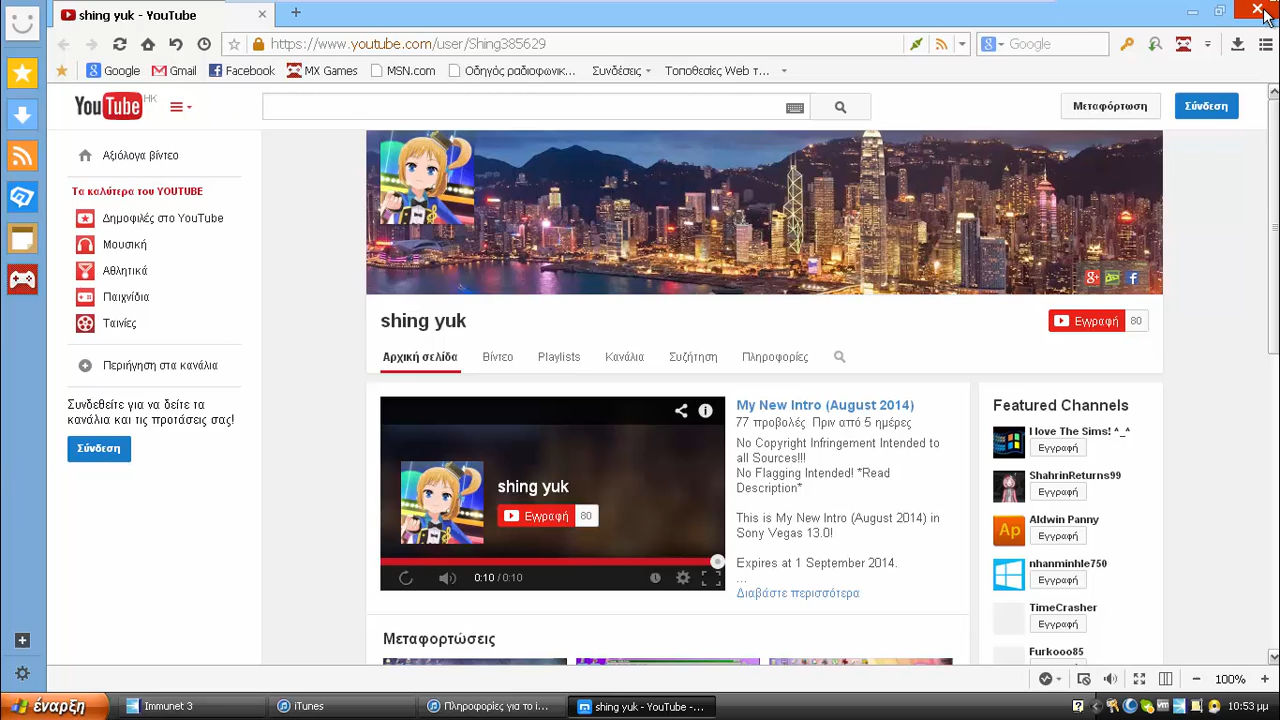 shing yuk - YouTube
https://www.youtube.com/user/Shing385629
Google
Google
Gmail
Facebook
MX Games
MSN.com
Οδηγός ραδιοφωνικ...
Συνδέσεις
Τοποθεσίες Web τ...
YouTube HK
Μεταφόρτωση
Σύνδεση
Αξιόλογα βίντεο
Τα καλύτερα του YOUTUBE
Δημοφιλές στο YouTube
Μουσική
Αθλητικά
Παιχνίδια
Ταινίες
Περιήγηση στα κανάλια
Συνδεθείτε για να δείτε τα
κανάλια και τις προτάσεις σας!
Σύνδεση
shing yuk
Εγγραφή 80
Αρχική σελίδα
Βίντεο
Playlists
Κανάλια
Συζήτηση
Πληροφορίες
shing yuk
Εγγραφή 80
0:10 / 0:10
My New Intro (August 2014)
77 προβολές Πριν από 5 ημέρες
No Copyright Infringement Intended to
all Sources!!!
No Flagging Intended! *Read
Description*
This is My New Intro (August 2014) in
Sony Vegas 13.0!
Expires at 1 September 2014.
...
Διαβάστε περισσότερα
Μεταφορτώσεις
Featured Channels
I love The Sims! ^_^
Εγγραφή
ShahrinReturns99
Εγγραφή
Ap
Aldwin Panny
Εγγραφή
nhanminhle750
Εγγραφή
TimeCrasher
Εγγραφή
Furkooo85
100%
έναρξη
Immunet 3
iTunes
Πληροφορίες για το i...
shing yuk - YouTube -...
10:53 μμ